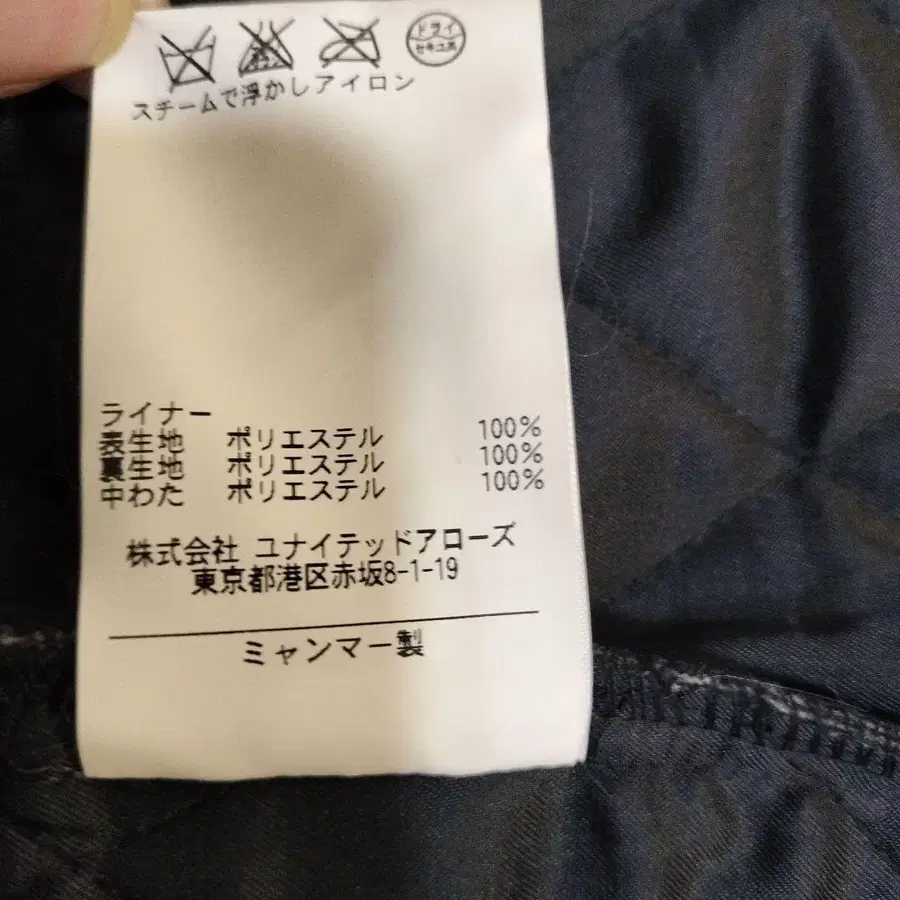 ドライ
セキユ系
スチームで浮かしアイロン
ライナー
表生地 ポリエステル 100%
裏生地 ポリエステル 100%
中わた ポリエステル 100%
株式会社 ユナイテッドアローズ
東京都港区赤坂8-1-19
ミャンマー製